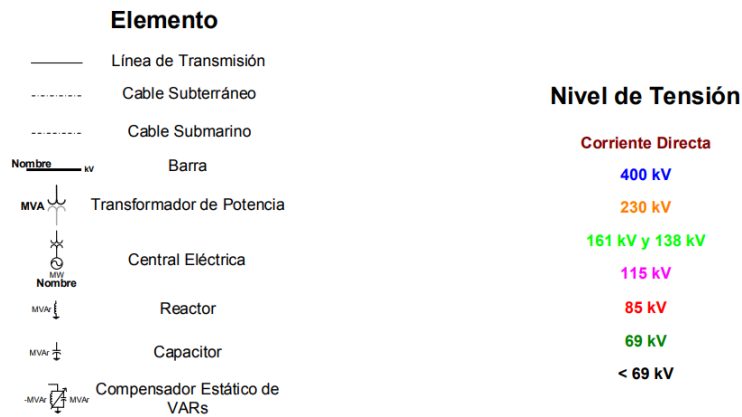 Elemento
Línea de Transmisión
Cable Subterráneo
Cable Submarino
Nombre kV Barra
MVA Transformador de Potencia
MW
Nombre
Central Eléctrica
MVAr Reactor
MVAr Capacitor
-MVAr MVAr Compensador Estático de
VARs
Nivel de Tensión
Corriente Directa
400 kV
230 kV
161 kV y 138 kV
115 kV
85 kV
69 kV
< 69 kV